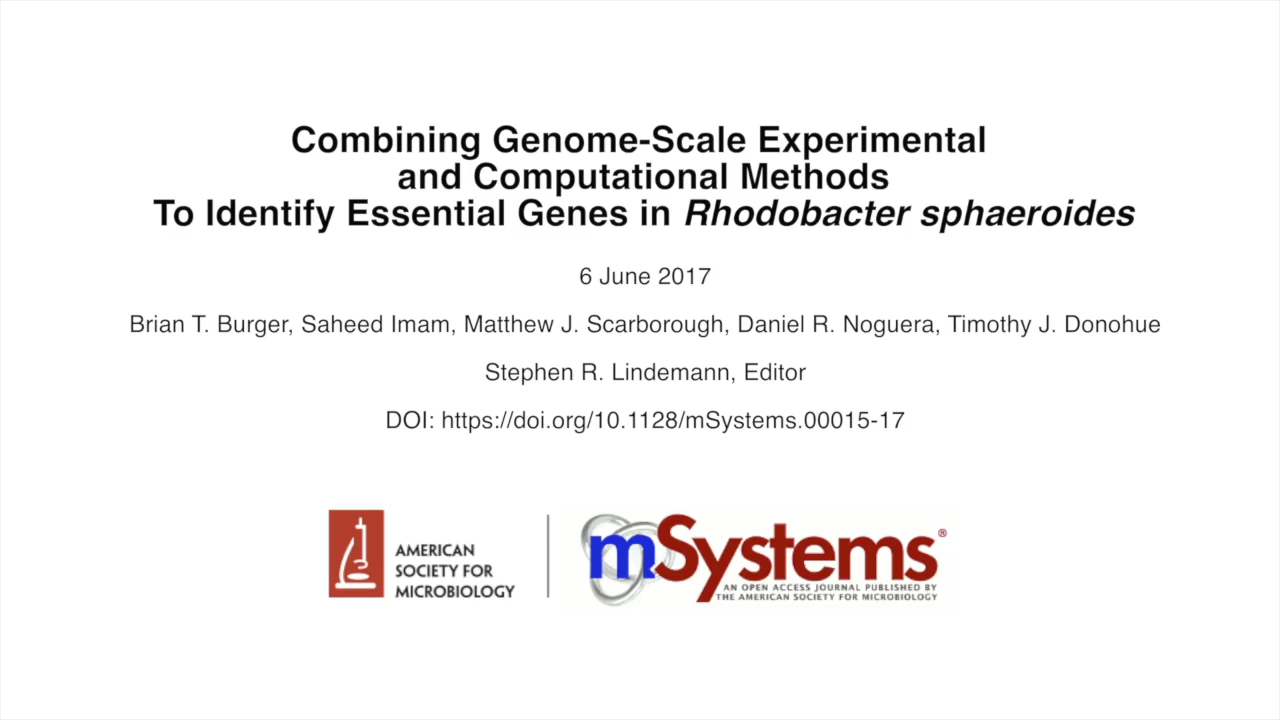 Combining Genome-Scale Experimental
and Computational Methods
To Identify Essential Genes in Rhodobacter sphaeroides
6 June 2017
Brian T. Burger, Saheed Imam, Matthew J. Scarborough, Daniel R. Noguera, Timothy J. Donohue
Stephen R. Lindemann, Editor
DOI: https://doi.org/10.1128/mSystems.00015-17
AMERICAN
SOCIETY FOR
MICROBIOLOGY
mSystems®
AN OPEN ACCESS JOURNAL PUBLISHED BY
THE AMERICAN SOCIETY FOR MICROBIOLOGY